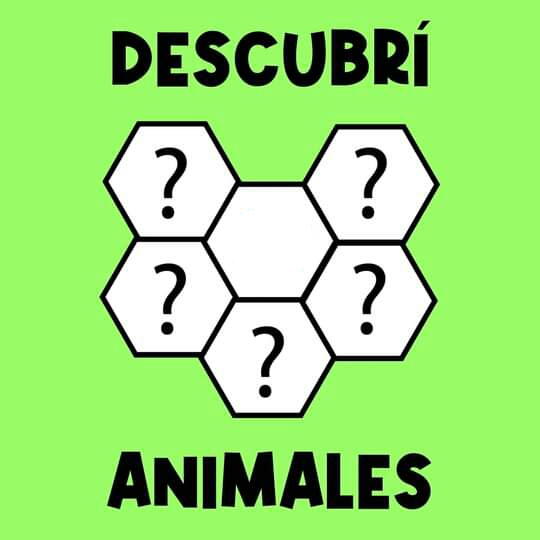 DESCUBRÍ
? ?
? ?
?
ANIMALES